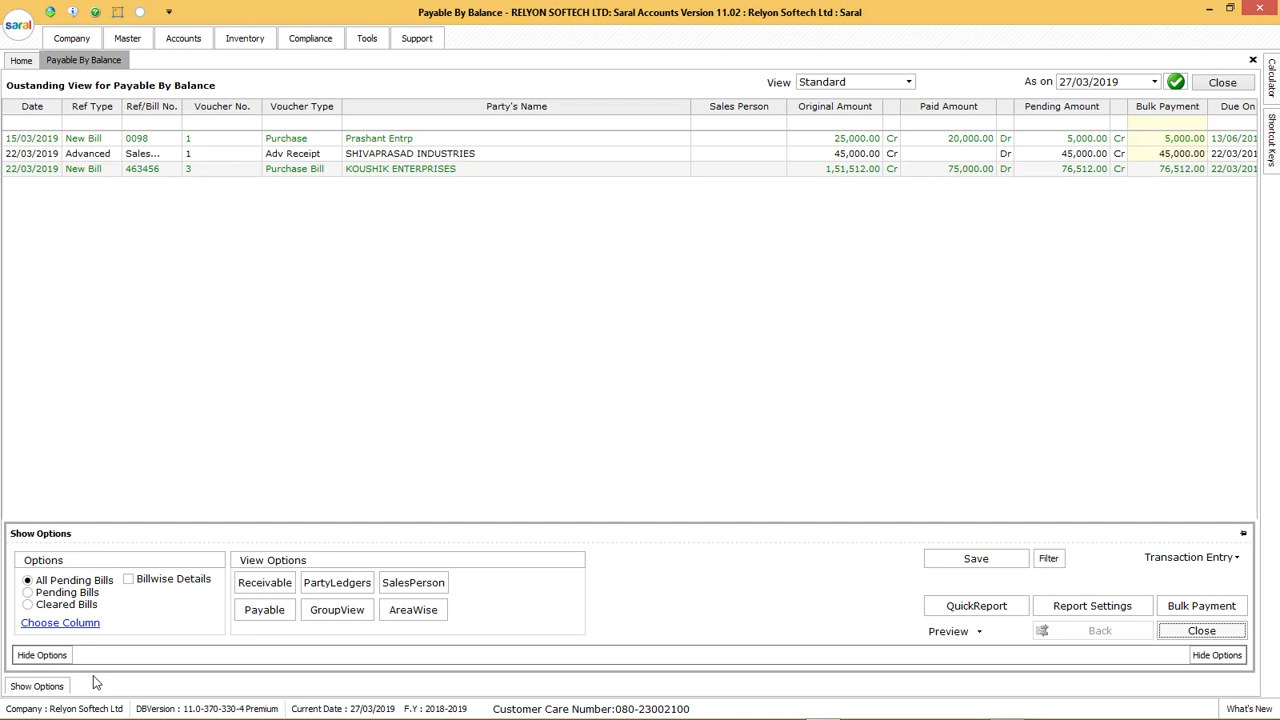 Payable By Balance - RELYON SOFTECH LTD: Saral Accounts Version 11.02 : Relyon Softech Ltd : Saral
saral
Company Master Accounts Inventory Compliance Tools Support
Home Payable By Balance
Oustanding View for Payable By Balance View Standard As on 27/03/2019 Close
Date Ref Type Ref/Bill No. Voucher No. Voucher Type Party's Name Sales Person Original Amount Paid Amount Pending Amount Bulk Payment Due On
15/03/2019 New Bill 0098 1 Purchase Prashant Entrp 25,000.00 Cr 20,000.00 Dr 5,000.00 Cr 5,000.00 13/06/201
22/03/2019 Advanced Sales... 1 Adv Receipt SHIVAPRASAD INDUSTRIES 45,000.00 Cr Dr 45,000.00 Cr 45,000.00 22/03/201
22/03/2019 New Bill 463456 3 Purchase Bill KOUSHIK ENTERPRISES 1,51,512.00 Cr 75,000.00 Dr 76,512.00 Cr 76,512.00 22/03/201
Calculator
Shortcut Keys
Show Options
Options View Options
All Pending Bills Billwise Details
Pending Bills
Cleared Bills
Choose Column
Receivable PartyLedgers SalesPerson
Payable GroupView AreaWise
Save Filter Transaction Entry
QuickReport Report Settings Bulk Payment
Preview Back Close
Hide Options Hide Options
Show Options
Company : Relyon Softech Ltd DBVersion : 11.0-370-330-4 Premium Current Date : 27/03/2019 F.Y : 2018-2019 Customer Care Number:080-23002100 What's New